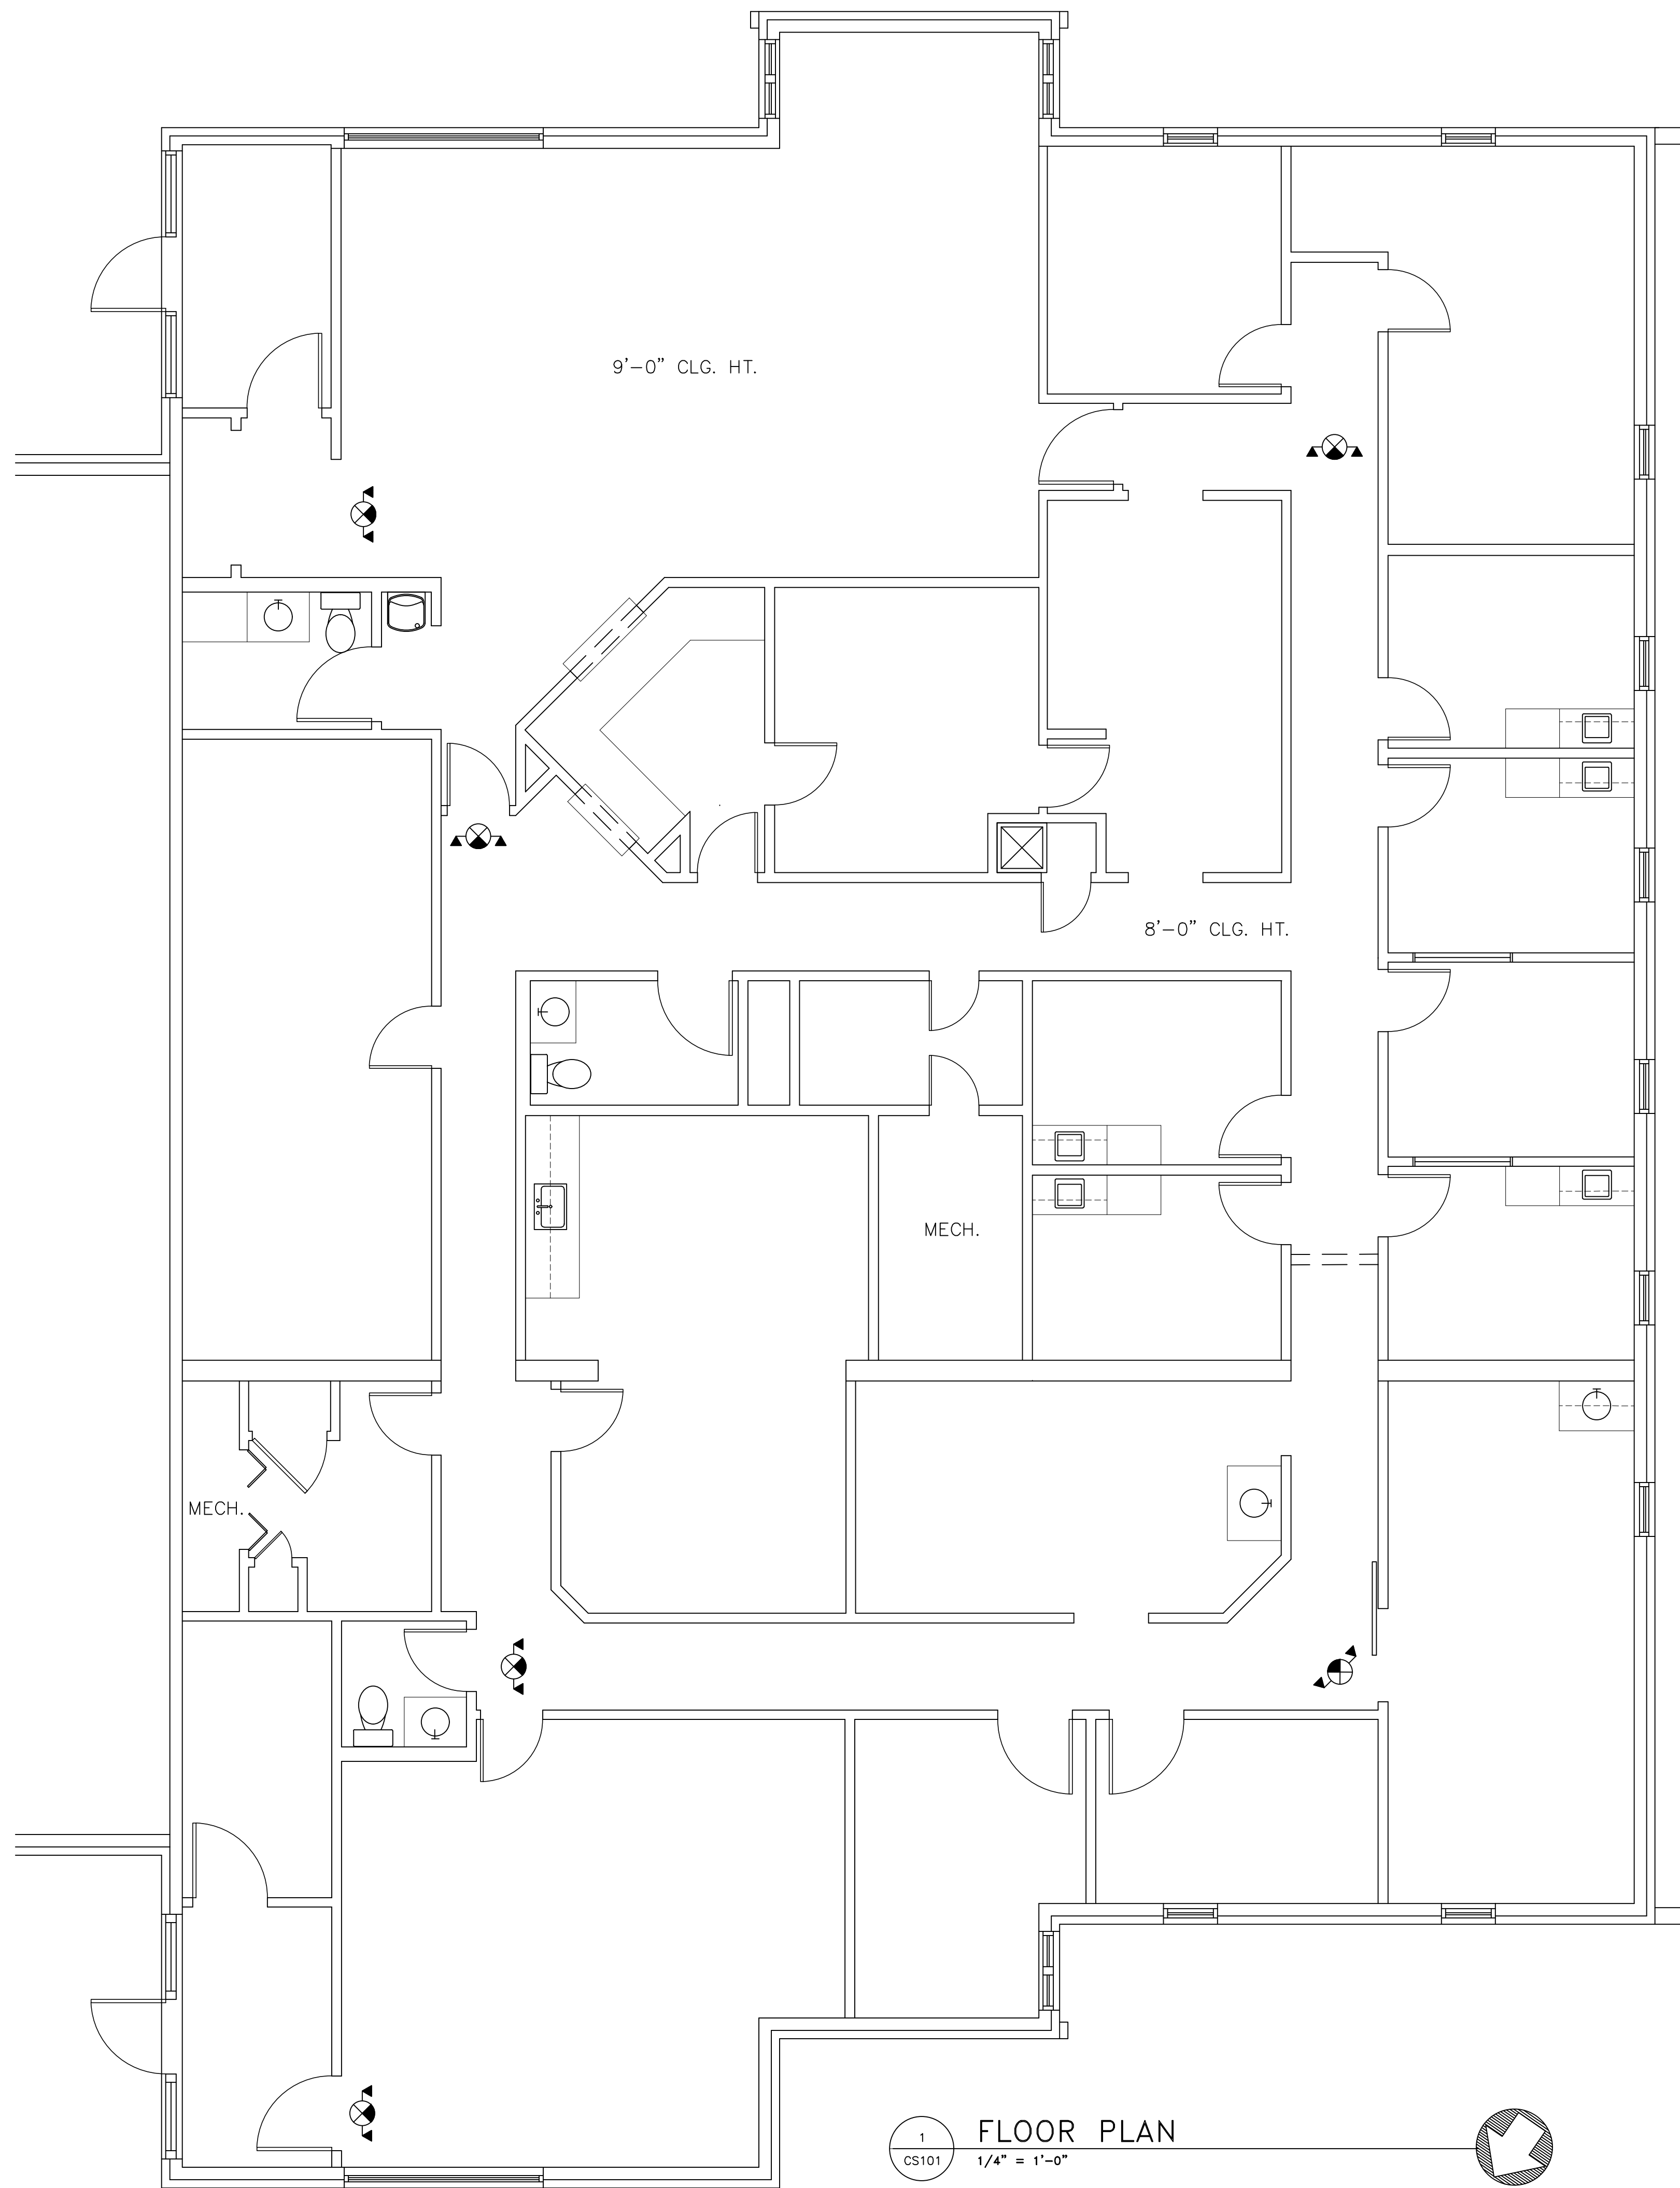 9'-0" CLG. HT.
8'-0" CLG. HT.
MECH.
MECH.
1
CS101
FLOOR PLAN
1/4" = 1'-0"